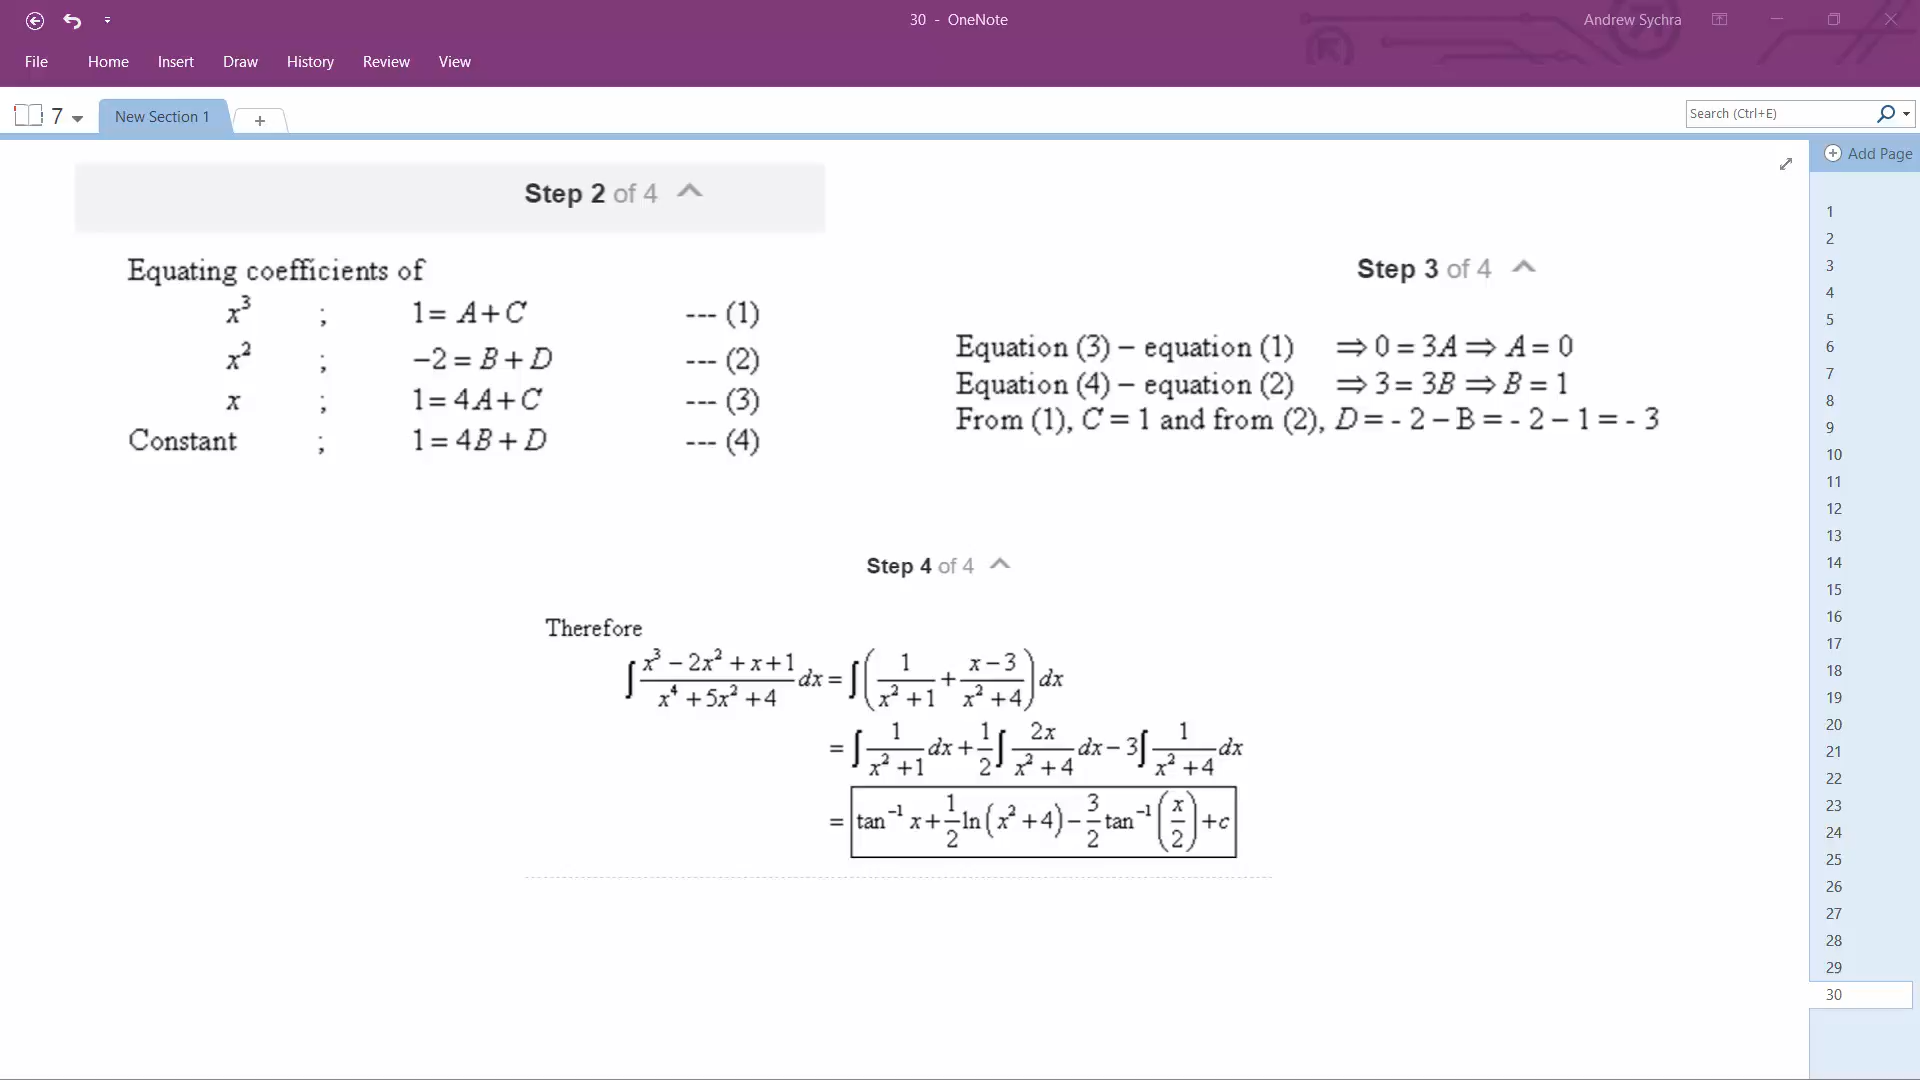 30 - OneNote
Andrew Sychra
File Home Insert Draw History Review View
7 New Section 1 +
Search (Ctrl+E)
Add Page
Step 2 of 4
Equating coefficients of
x³ ; 1 = A + C --- (1)
x² ; −2 = B + D --- (2)
x ; 1 = 4A + C --- (3)
Constant ; 1 = 4B + D --- (4)
Step 3 of 4
Equation (3) − equation (1) ⇒ 0 = 3A ⇒ A = 0
Equation (4) − equation (2) ⇒ 3 = 3B ⇒ B = 1
From (1), C = 1 and from (2), D = - 2 − B = - 2 − 1 = - 3
Step 4 of 4
Therefore
∫ (x³ − 2x² + x + 1)/(x⁴ + 5x² + 4) dx = ∫ (1/(x² + 1) + (x − 3)/(x² + 4)) dx
= ∫ 1/(x² + 1) dx + 1/2 ∫ 2x/(x² + 4) dx − 3 ∫ 1/(x² + 4) dx
= tan⁻¹ x + 1/2 ln(x² + 4) − 3/2 tan⁻¹ (x/2) + c
1
2
3
4
5
6
7
8
9
10
11
12
13
14
15
16
17
18
19
20
21
22
23
24
25
26
27
28
29
30